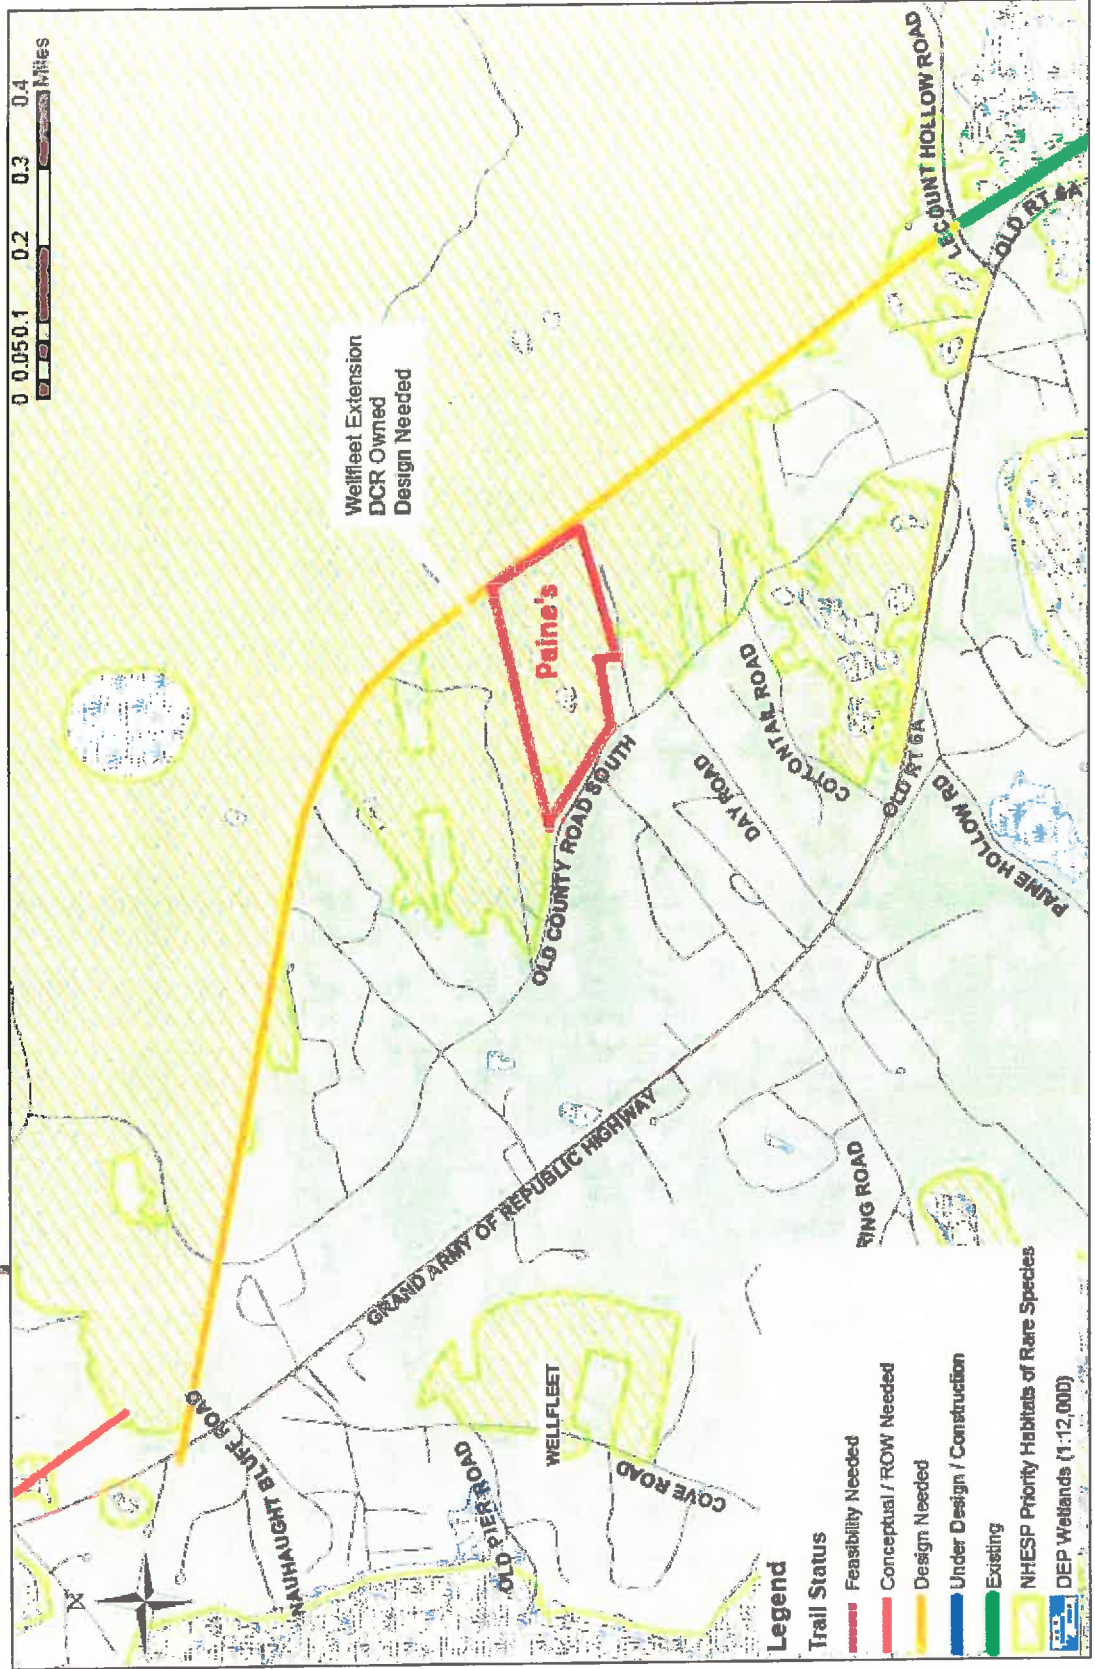 0 0.05 0.1 0.2 0.3 0.4
Miles
Wellfleet Extension
DCR Owned
Design Needed
LECOUNT HOLLOW ROAD
OLD RT 6A
Paine's
OLD COUNTY ROAD SOUTH
DAY ROAD
COTTONTAIL ROAD
OLD RT 6A
PAINE HOLLOW RD
GRAND ARMY OF REPUBLIC HIGHWAY
NAUHAUGHT BLUFF ROAD
OLD PIER ROAD
WELLFLEET
COVE ROAD
RING ROAD
N
Legend
Trail Status
Feasibility Needed
Conceptual / ROW Needed
Design Needed
Under Design / Construction
Existing
NHESP Priority Habitats of Rare Species
DEP Wetlands (1:12,000)